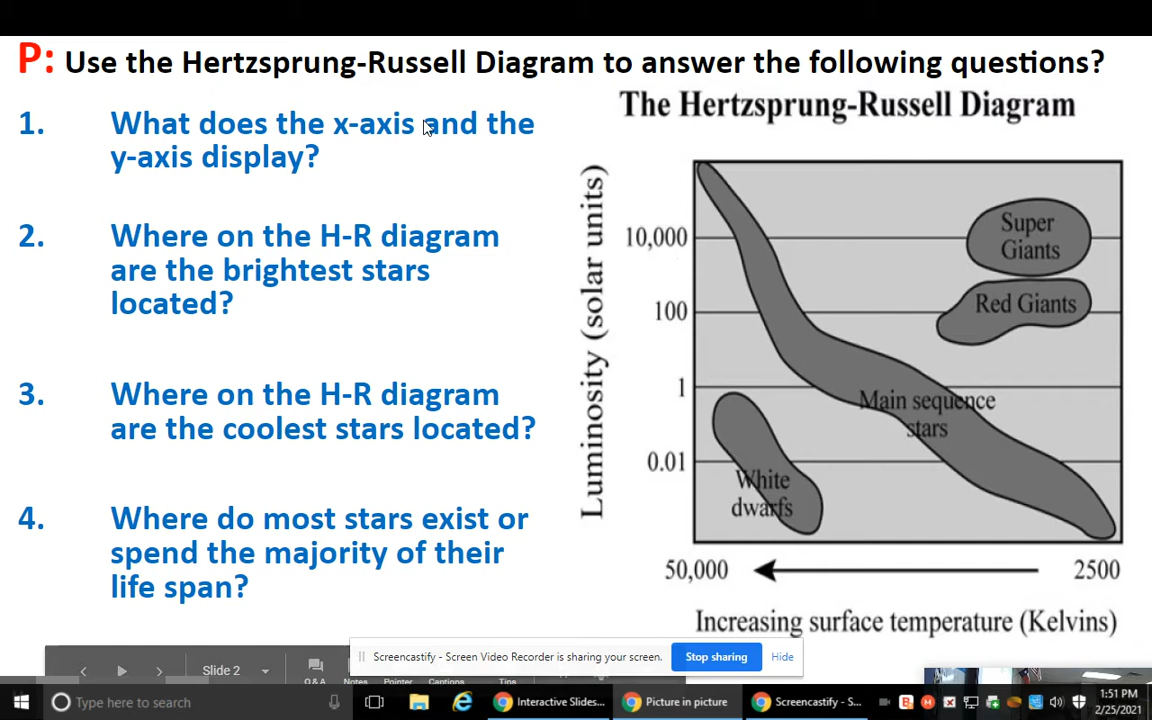 P: Use the Hertzsprung-Russell Diagram to answer the following questions?
1. What does the x-axis and the
y-axis display?
2. Where on the H-R diagram
are the brightest stars
located?
3. Where on the H-R diagram
are the coolest stars located?
4. Where do most stars exist or
spend the majority of their
life span?
The Hertzsprung-Russell Diagram
Luminosity (solar units)
10,000
100
1
0.01
Super
Giants
Red Giants
Main sequence
stars
White
dwarfs
50,000
2500
Increasing surface temperature (Kelvins)
Screencastify - Screen Video Recorder is sharing your screen.
Stop sharing
Hide
Slide 2
Q&A
Notes
Pointer
Captions
Tips
Type here to search
Interactive Slides...
Picture in picture
Screencastify - S...
1:51 PM
2/25/2021